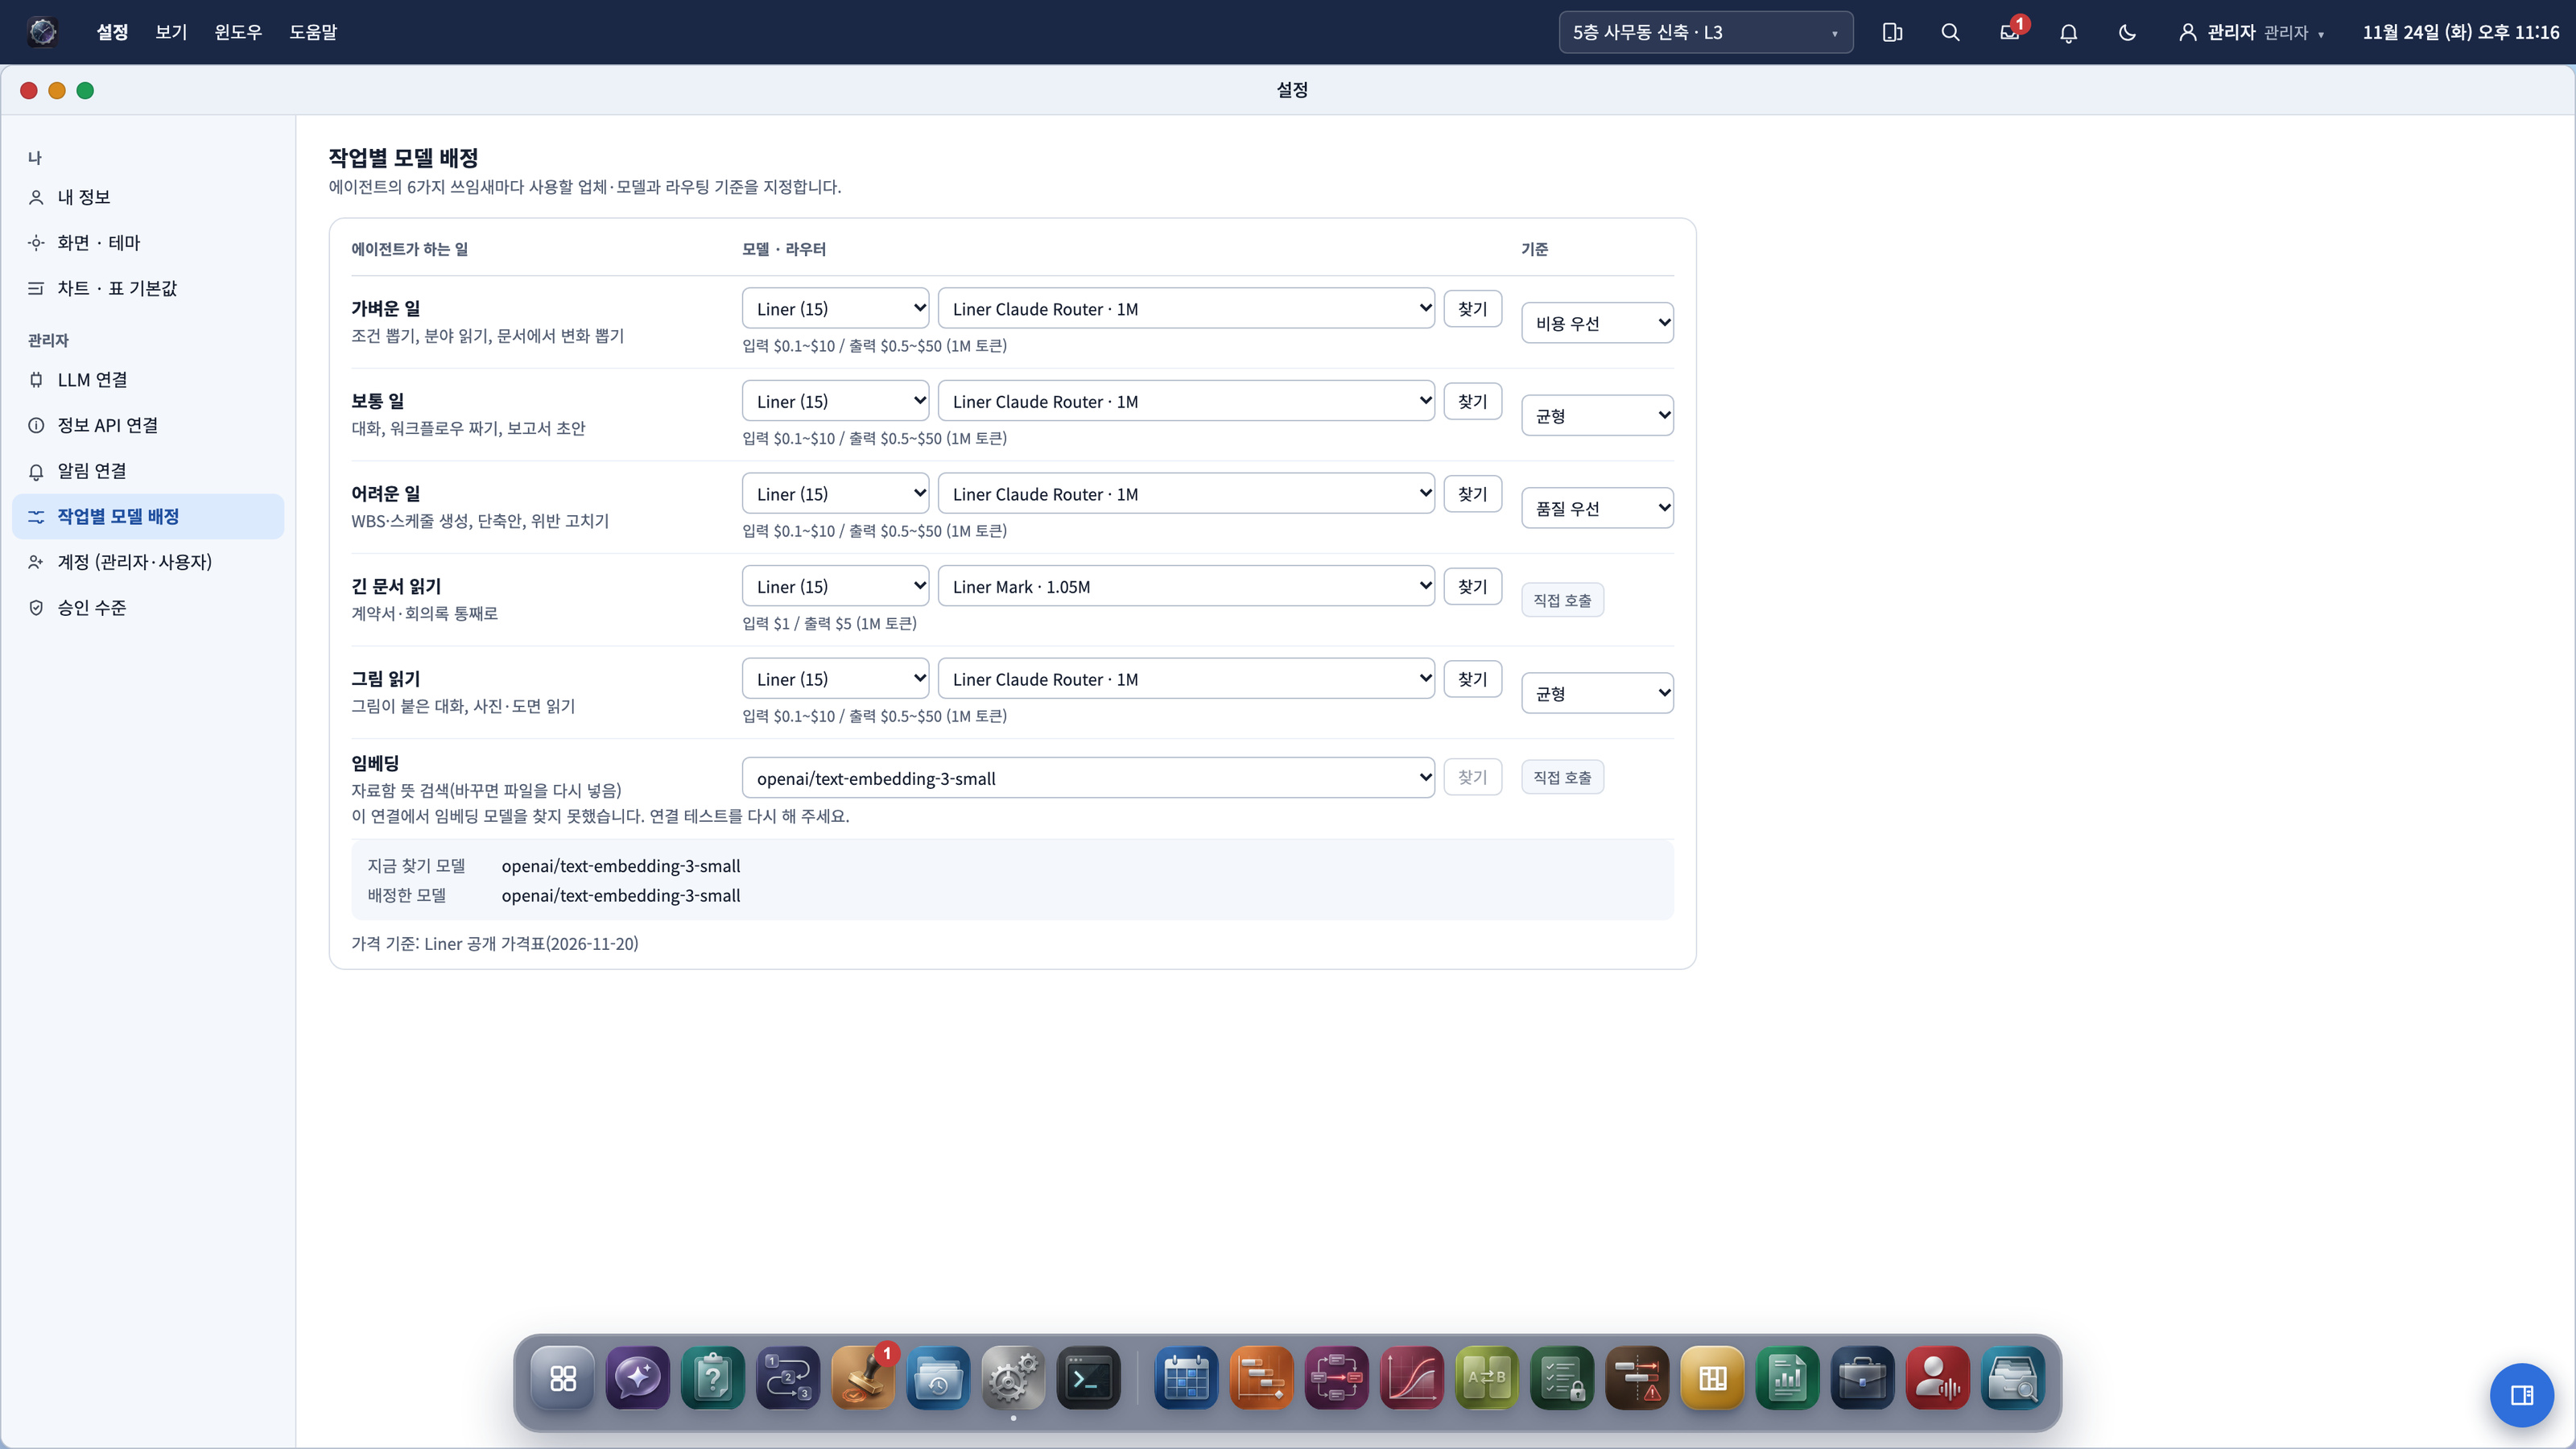 설정 보기 윈도우 도움말 5층 사무동 신축 · L3 1 관리자 관리자 11월 24일 (화) 오후 11:16
설정
나
내 정보
화면 · 테마
차트 · 표 기본값
관리자
LLM 연결
정보 API 연결
알림 연결
작업별 모델 배정
계정 (관리자·사용자)
승인 수준
작업별 모델 배정
에이전트의 6가지 쓰임새마다 사용할 업체·모델과 라우팅 기준을 지정합니다.
에이전트가 하는 일 모델 · 라우터 기준
가벼운 일 Liner (15) Liner Claude Router · 1M 찾기 비용 우선
조건 뽑기, 분야 읽기, 문서에서 변화 뽑기
입력 $0.1~$10 / 출력 $0.5~$50 (1M 토큰)
보통 일 Liner (15) Liner Claude Router · 1M 찾기 균형
대화, 워크플로우 짜기, 보고서 초안
입력 $0.1~$10 / 출력 $0.5~$50 (1M 토큰)
어려운 일 Liner (15) Liner Claude Router · 1M 찾기 품질 우선
WBS·스케줄 생성, 단축안, 위반 고치기
입력 $0.1~$10 / 출력 $0.5~$50 (1M 토큰)
긴 문서 읽기 Liner (15) Liner Mark · 1.05M 찾기 직접 호출
계약서·회의록 통째로
입력 $1 / 출력 $5 (1M 토큰)
그림 읽기 Liner (15) Liner Claude Router · 1M 찾기 균형
그림이 붙은 대화, 사진·도면 읽기
입력 $0.1~$10 / 출력 $0.5~$50 (1M 토큰)
임베딩 openai/text-embedding-3-small 찾기 직접 호출
자료함 뜻 검색(바꾸면 파일을 다시 넣음)
이 연결에서 임베딩 모델을 찾지 못했습니다. 연결 테스트를 다시 해 주세요.
지금 찾기 모델 openai/text-embedding-3-small
배정한 모델 openai/text-embedding-3-small
가격 기준: Liner 공개 가격표(2026-11-20)
? 1 2 3 1 >_ A⇄B